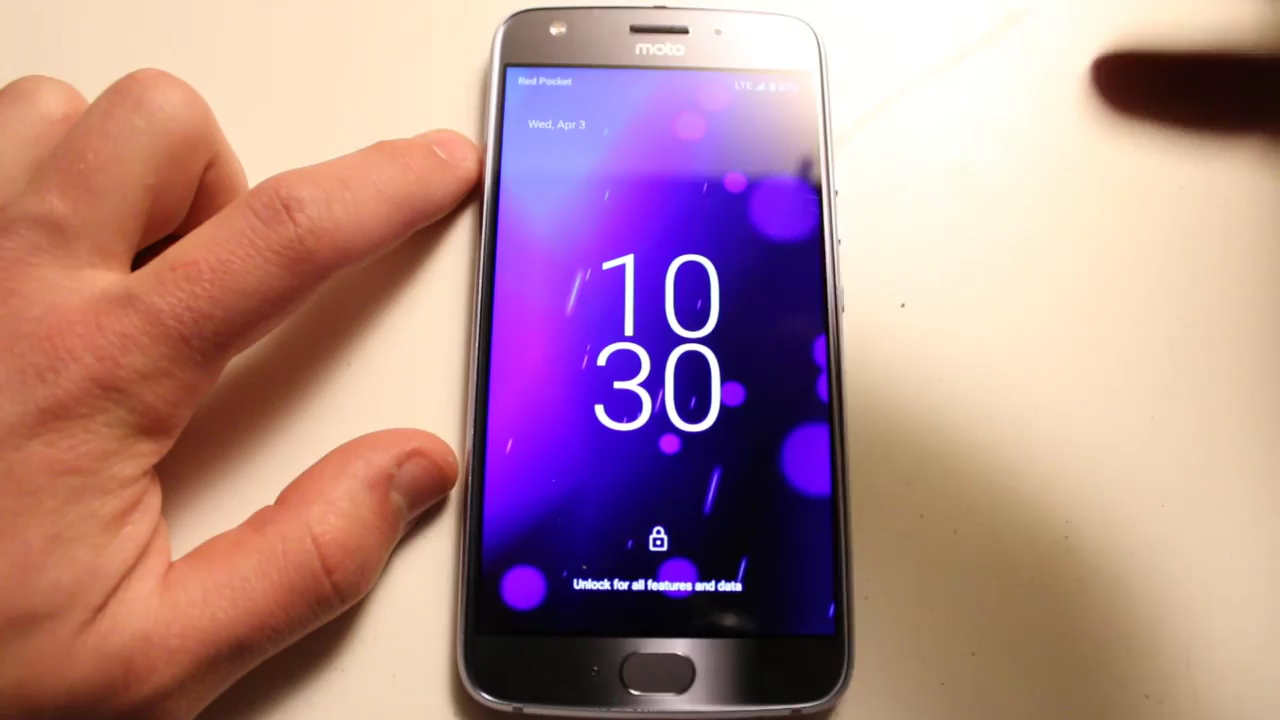 moto
Red Pocket
LTE
Wed, Apr 3
10
30
Unlock for all features and data